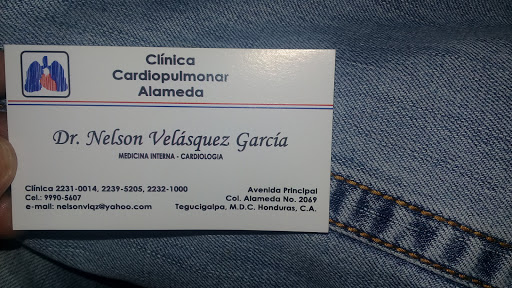 Clínica
Cardiopulmonar
Alameda
Dr. Nelson Velásquez García
MEDICINA INTERNA - CARDIOLOGIA
Clínica 2231-0014, 2239-5205, 2232-1000
Cel.: 9990-5607
e-mail: nelsonvlqz@yahoo.com
Avenida Principal
Col. Alameda No. 2069
Tegucigalpa, M.D.C. Honduras, C.A.